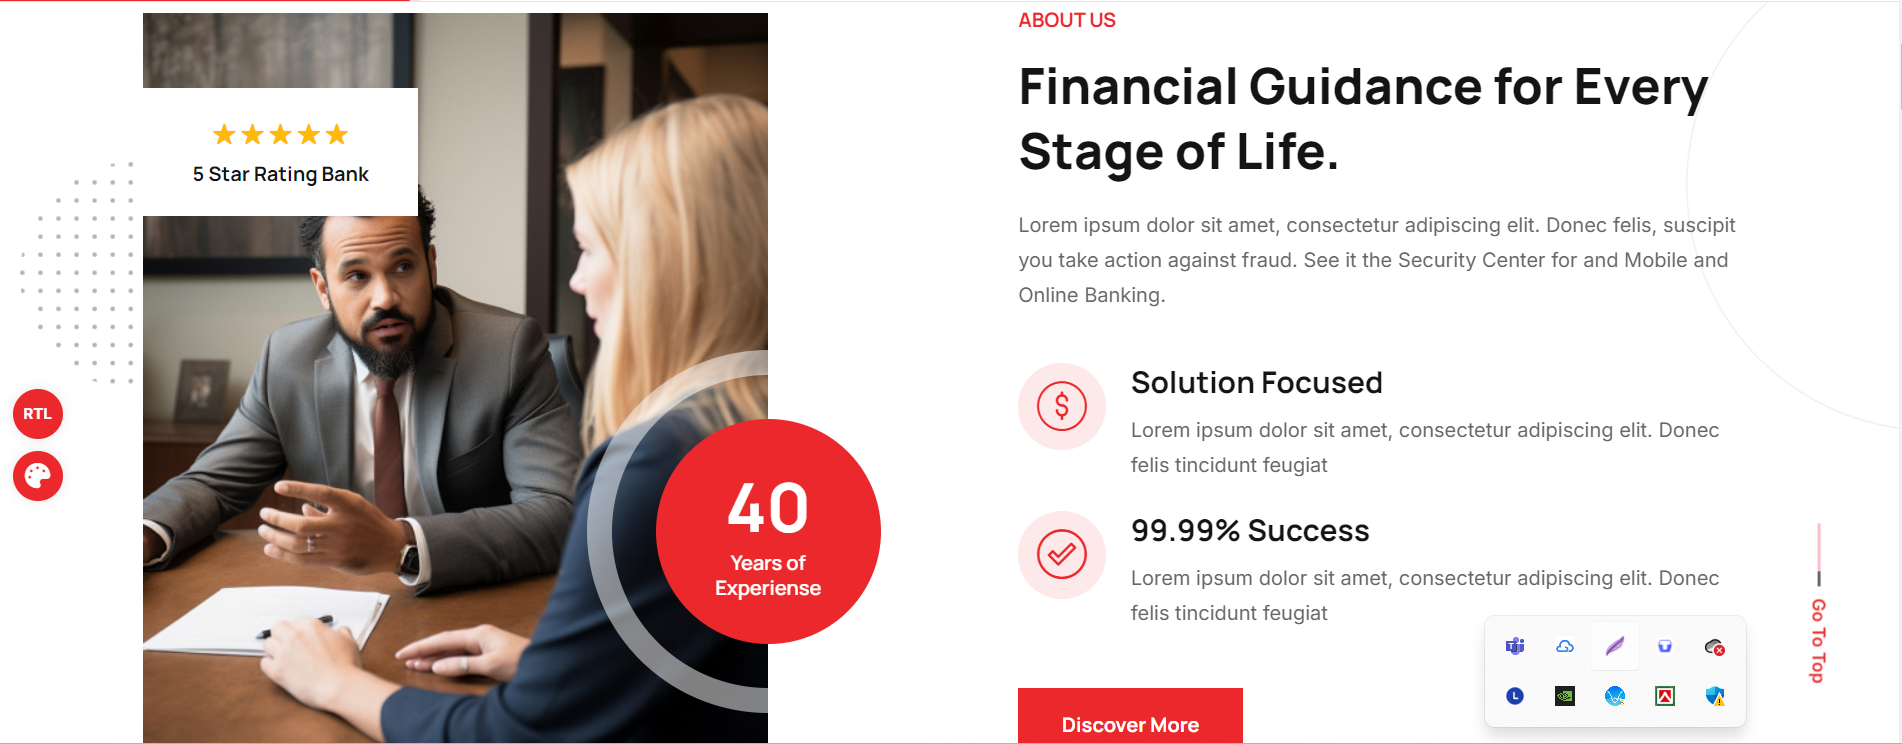 5 Star Rating Bank
RTL
40
Years of
Experiense
ABOUT US
Financial Guidance for Every
Stage of Life.
Lorem ipsum dolor sit amet, consectetur adipiscing elit. Donec felis, suscipit
you take action against fraud. See it the Security Center for and Mobile and
Online Banking.
Solution Focused
Lorem ipsum dolor sit amet, consectetur adipiscing elit. Donec
felis tincidunt feugiat
99.99% Success
Lorem ipsum dolor sit amet, consectetur adipiscing elit. Donec
felis tincidunt feugiat
Discover More
Go To Top
L